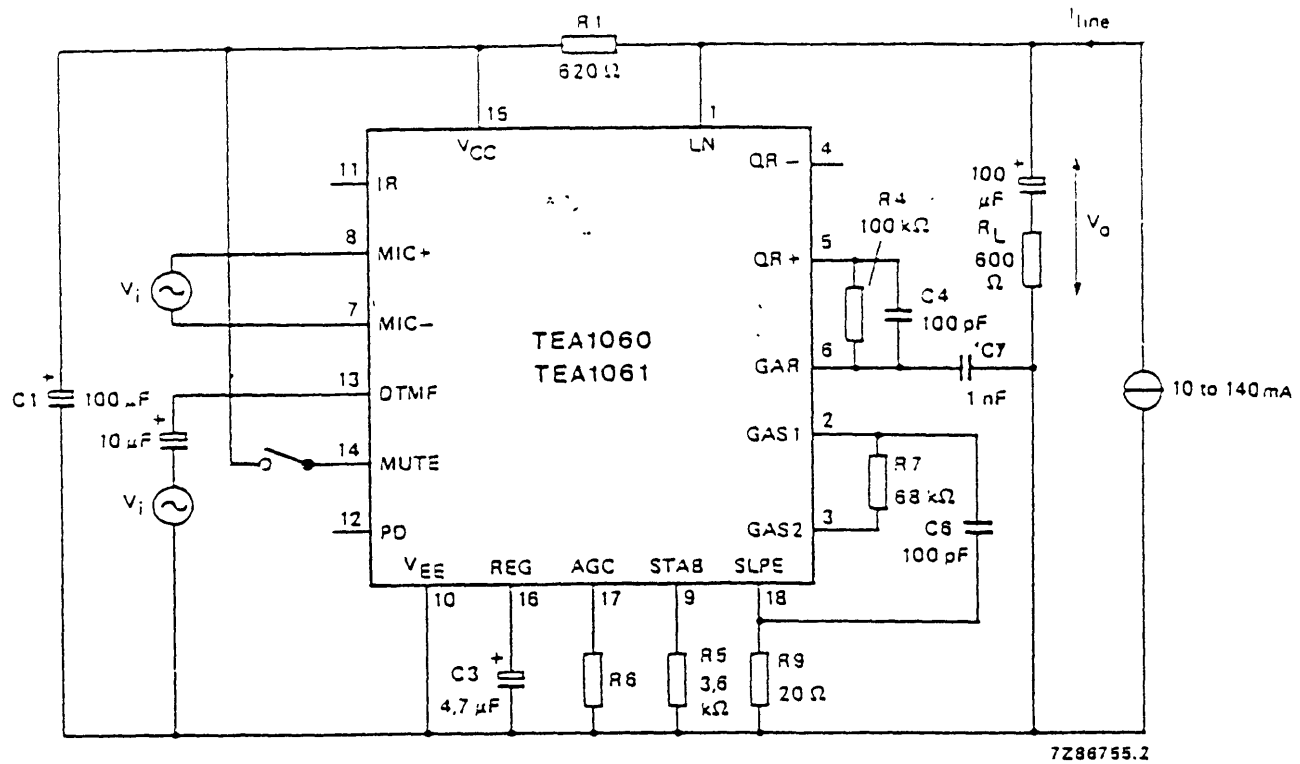 R1
620 Ω
I line
15
1
VCC
LN
QR −
4
11
IR
8
MIC+
Vi
7
MIC−
TEA1060
TEA1061
R4
100 kΩ
5
QR +
C4
100 pF
6
GAR
C7
1 nF
100
µF
RL
600
Ω
Vo
10 to 140 mA
C1
+
100 µF
13
DTMF
+
10 µF
14
MUTE
Vi
12
PD
2
GAS1
R7
68 kΩ
3
GAS2
C6
100 pF
VEE
REG
AGC
STAB
SLPE
10
16
17
9
18
C3
+
4,7 µF
R6
R5
3,6
kΩ
R9
20 Ω
7Z86755.2